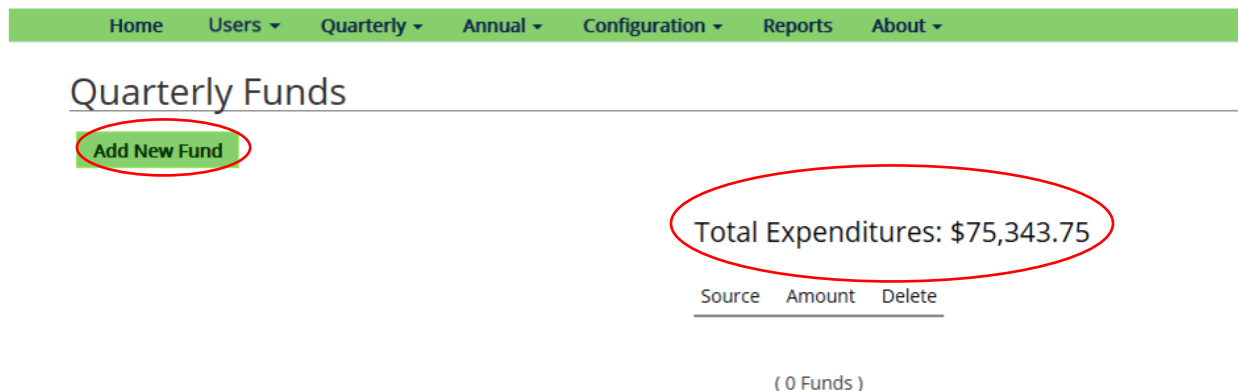 Home Users Quarterly Annual Configuration Reports About
Quarterly Funds
Add New Fund
Total Expenditures: $75,343.75
Source Amount Delete
( 0 Funds )